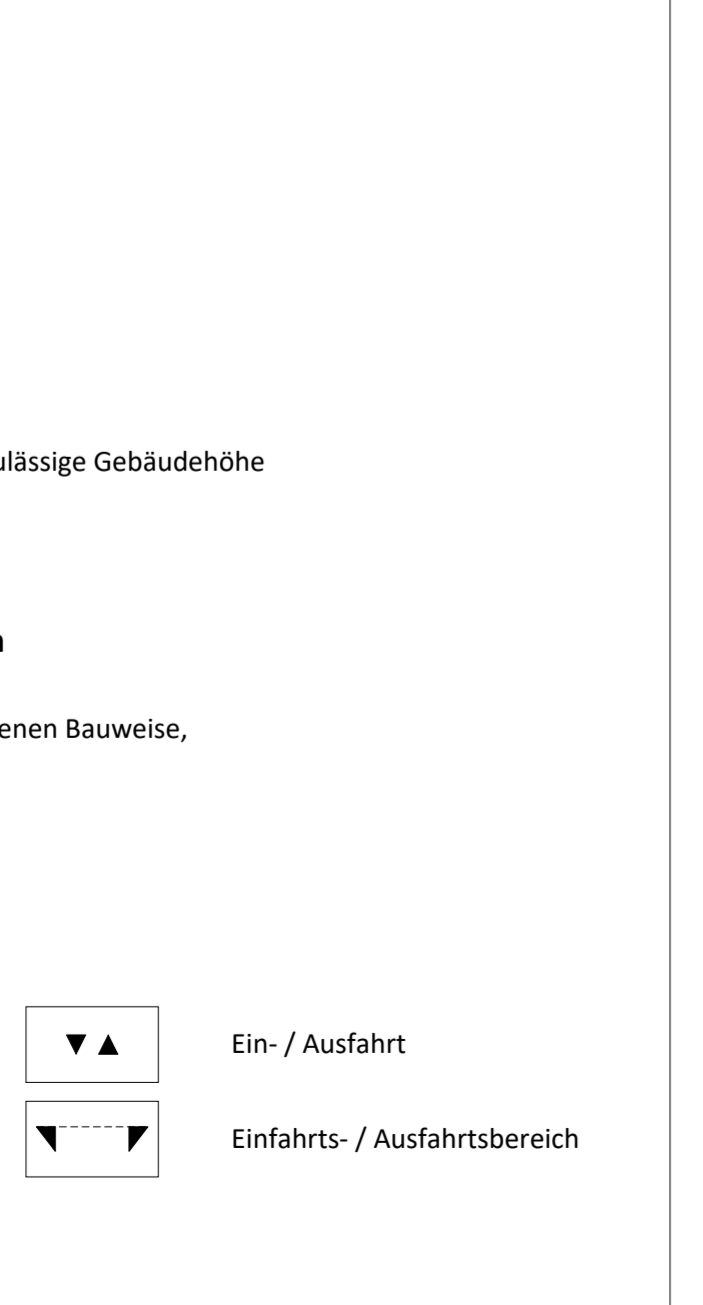 ulässige Gebäudehöhe
n
enen Bauweise,
Ein- / Ausfahrt
Einfahrts- / Ausfahrtsbereich